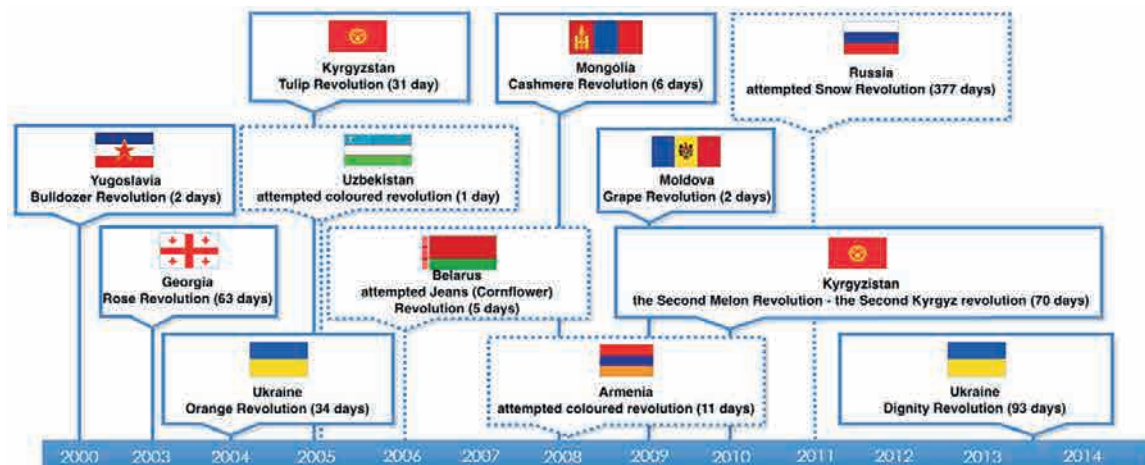 Kyrgyzstan
Tulip Revolution (31 day)
Mongolia
Cashmere Revolution (6 days)
Russia
attempted Snow Revolution (377 days)
Yugoslavia
Bulldozer Revolution (2 days)
Uzbekistan
attempted coloured revolution (1 day)
Moldova
Grape Revolution (2 days)
Georgia
Rose Revolution (63 days)
Belarus
attempted Jeans (Cornflower)
Revolution (5 days)
Kyrgyzistan
the Second Melon Revolution - the Second Kyrgyz revolution (70 days)
Ukraine
Orange Revolution (34 days)
Armenia
attempted coloured revolution (11 days)
Ukraine
Dignity Revolution (93 days)
2000 2003 2004 2005 2006 2007 2008 2009 2010 2011 2012 2013 2014